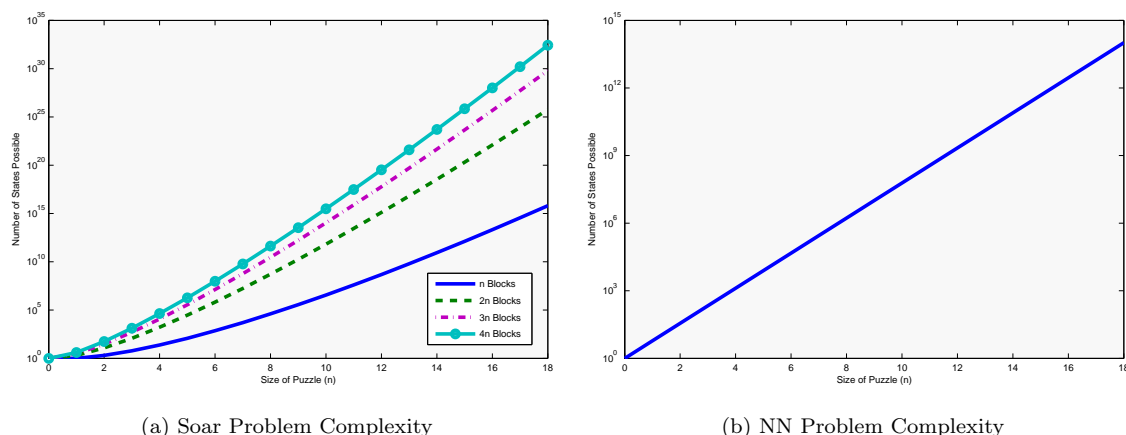 10^35
10^30
10^25
10^20
10^15
10^10
10^5
10^0
Number of States Possible
0 2 4 6 8 10 12 14 16 18
Size of Puzzle (n)
n Blocks
2n Blocks
3n Blocks
4n Blocks
(a) Soar Problem Complexity
10^15
10^12
10^9
10^6
10^3
10^0
Number of States Possible
0 2 4 6 8 10 12 14 16 18
Size of Puzzle (n)
(b) NN Problem Complexity